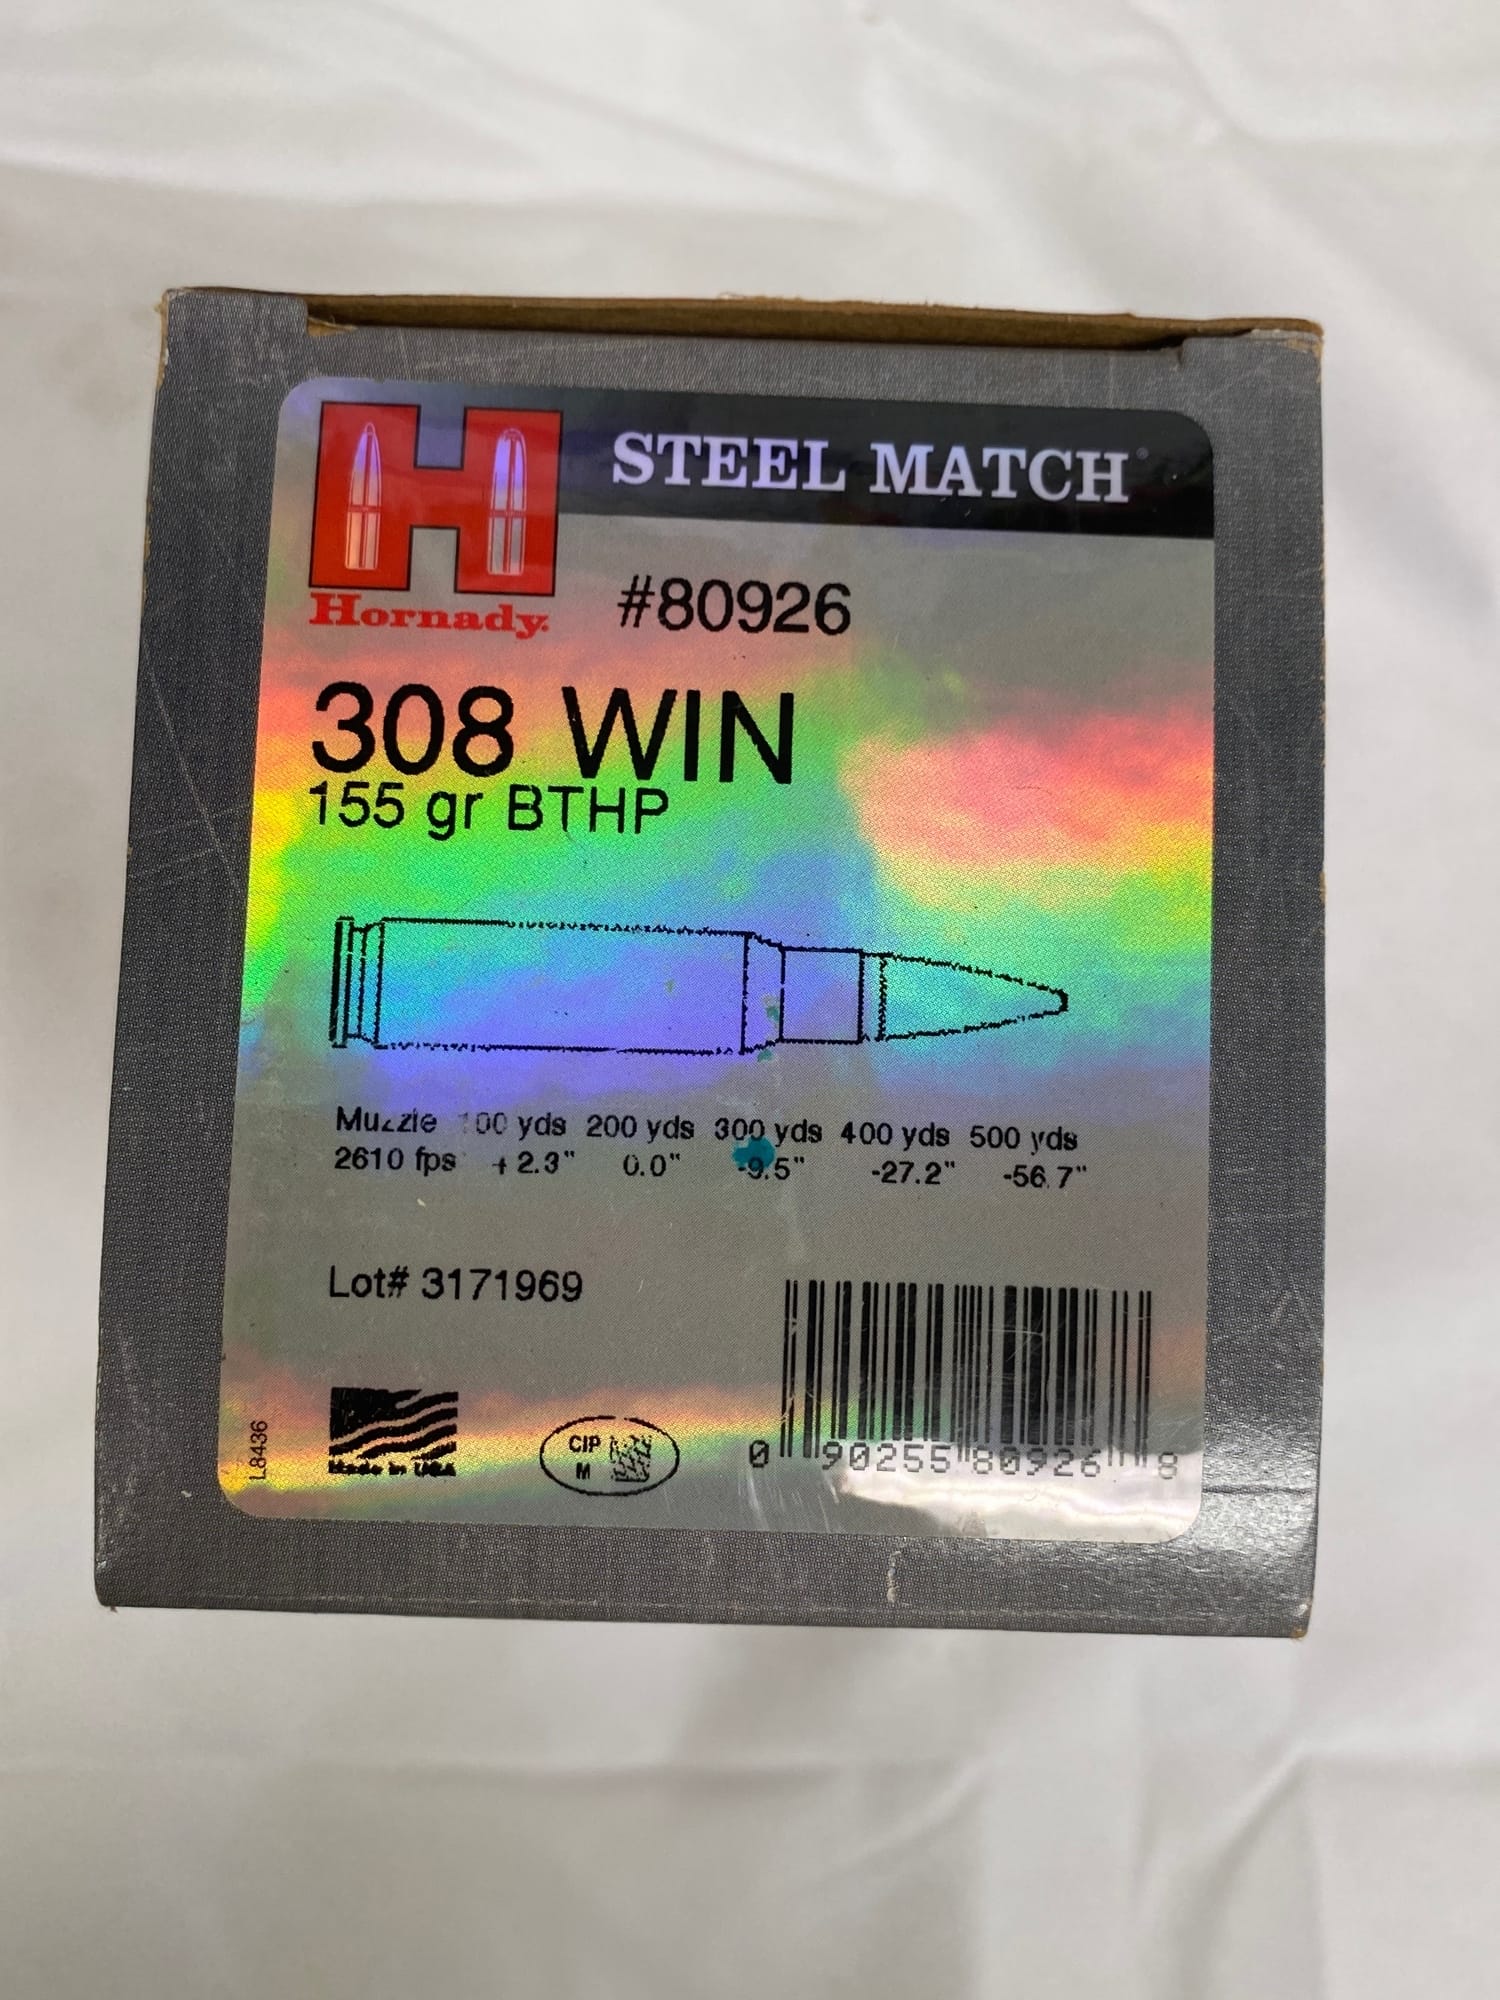 STEEL MATCH
Hornady
#80926
308 WIN
155 gr BTHP
Muzzle 100 yds 200 yds 300 yds 400 yds 500 yds
2610 fps +2.3" 0.0" -9.5" -27.2" -56.7"
Lot# 3171969
L8436
Made in USA
CIP
M
0 90255 80926 8